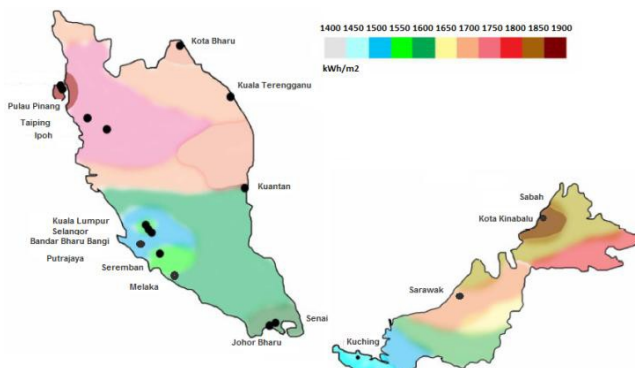 1400 1450 1500 1550 1600 1650 1700 1750 1800 1850 1900
kWh/m2
Kota Bharu
Kuala Terengganu
Pulau Pinang
Taiping
Ipoh
Kuantan
Kuala Lumpur
Selangor
Bandar Bharu Bangi
Putrajaya
Seremban
Melaka
Senai
Johor Bharu
Sabah
Kota Kinabalu
Sarawak
Kuching